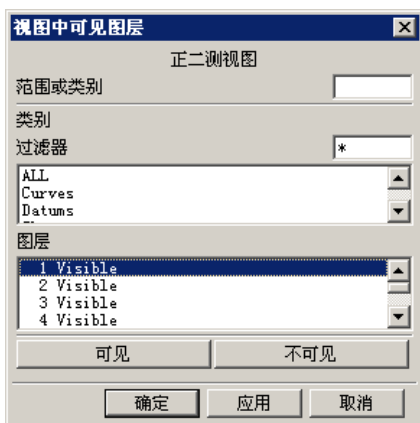 视图中可见图层
正二测视图
范围或类别
类别
过滤器 *
ALL
Curves
Datums
图层
1 Visible
2 Visible
3 Visible
4 Visible
可见 不可见
确定 应用 取消